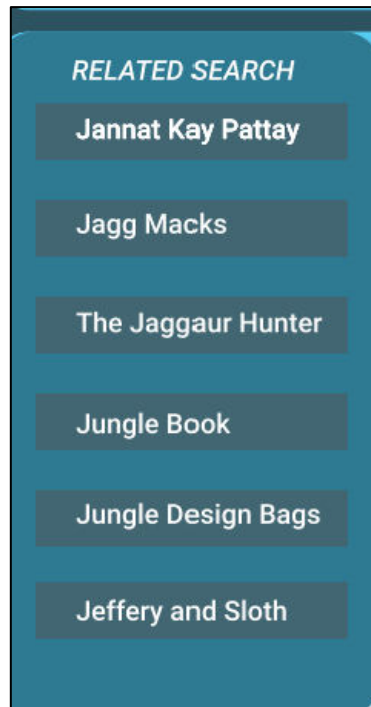 RELATED SEARCH
Jannat Kay Pattay
Jagg Macks
The Jaggaur Hunter
Jungle Book
Jungle Design Bags
Jeffery and Sloth